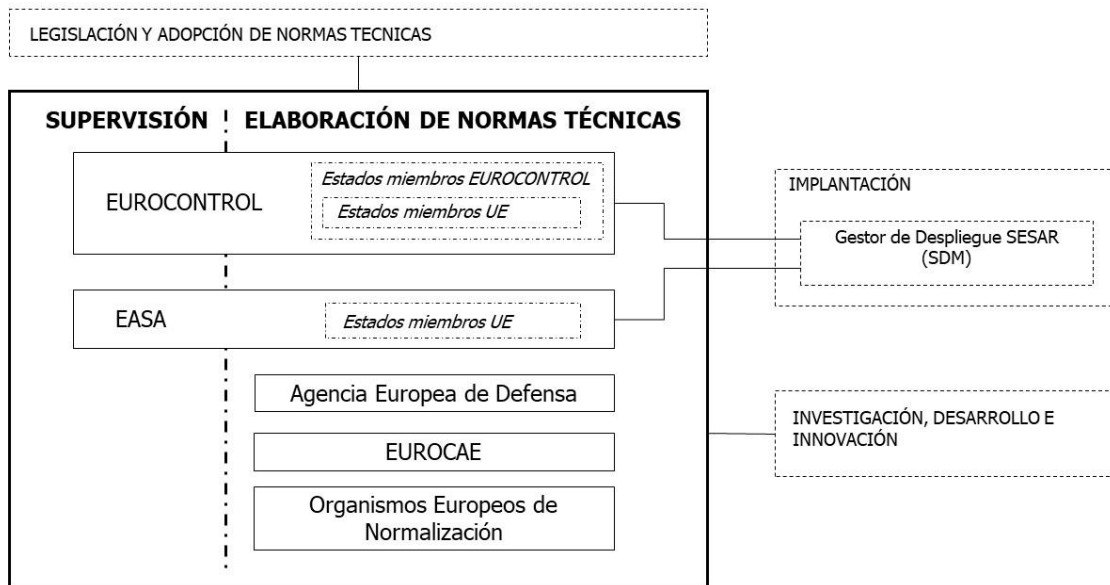 LEGISLACIÓN Y ADOPCIÓN DE NORMAS TECNICAS
SUPERVISIÓN
ELABORACIÓN DE NORMAS TÉCNICAS
EUROCONTROL
Estados miembros EUROCONTROL
Estados miembros UE
EASA
Estados miembros UE
Agencia Europea de Defensa
EUROCAE
Organismos Europeos de
Normalización
IMPLANTACIÓN
Gestor de Despliegue SESAR
(SDM)
INVESTIGACIÓN, DESARROLLO E
INNOVACIÓN